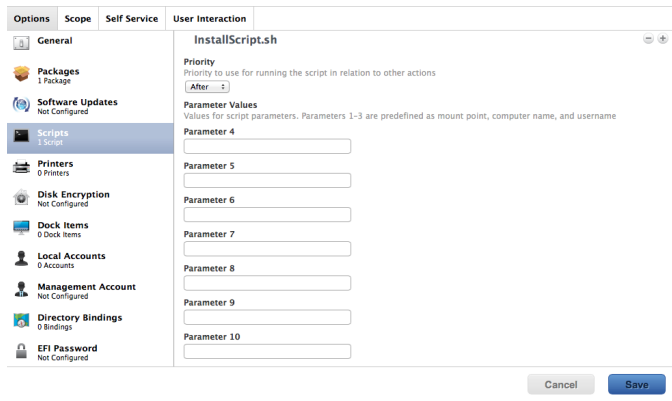 Options
Scope
Self Service
User Interaction
General
Packages
1 Package
Software Updates
Not Configured
Scripts
1 Script
Printers
0 Printers
Disk Encryption
Not Configured
Dock Items
0 Dock Items
Local Accounts
0 Accounts
Management Account
Not Configured
Directory Bindings
0 Bindings
EFI Password
Not Configured
InstallScript.sh
Priority
Priority to use for running the script in relation to other actions
After
Parameter Values
Values for script parameters. Parameters 1-3 are predefined as mount point, computer name, and username
Parameter 4
Parameter 5
Parameter 6
Parameter 7
Parameter 8
Parameter 9
Parameter 10
Cancel
Save